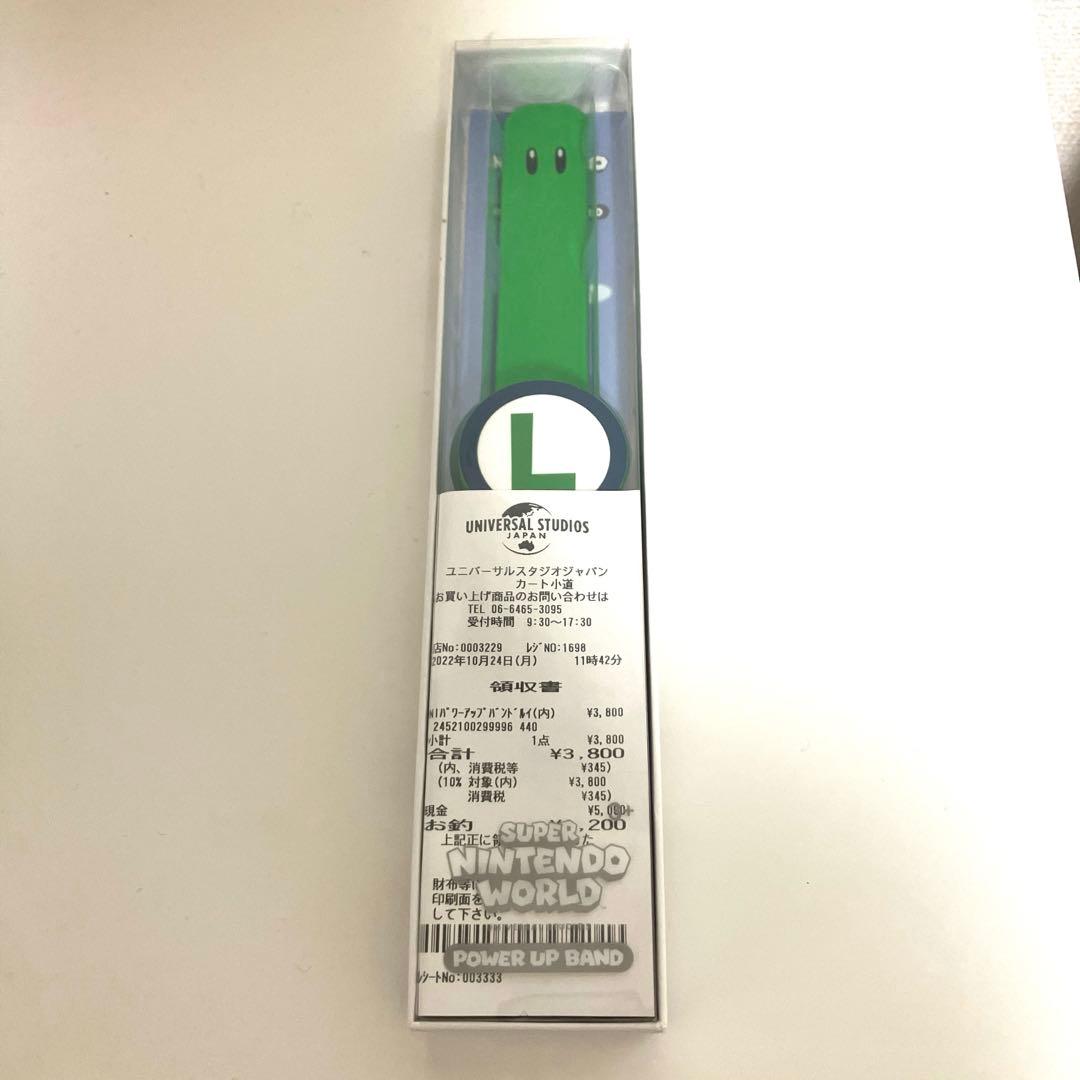 L
UNIVERSAL STUDIOS
JAPAN
ユニバーサルスタジオジャパン
カート小道
お買い上げ商品のお問い合わせは
TEL 06-6465-3095
受付時間 9:30〜17:30
店No:0003229 ﾚｼﾞNO:1698
2022年10月24日(月) 11時42分
領収書
NIﾊﾟﾜｰｱｯﾌﾟﾊﾞﾝﾄﾞﾙｲ(内) ¥3,800
2452100299996 440
小計 1点 ¥3,800
合計 ¥3,800
(内、消費税等 ¥345)
(10% 対象(内) ¥3,800
消費税 ¥345)
現金 ¥5,000
9+
お釣 ,200
上記正に
SUPER
NINTENDO
WORLD
財布等
印刷面を
して下さい。
POWER UP BAND
ﾚｼｰﾄNo:003333